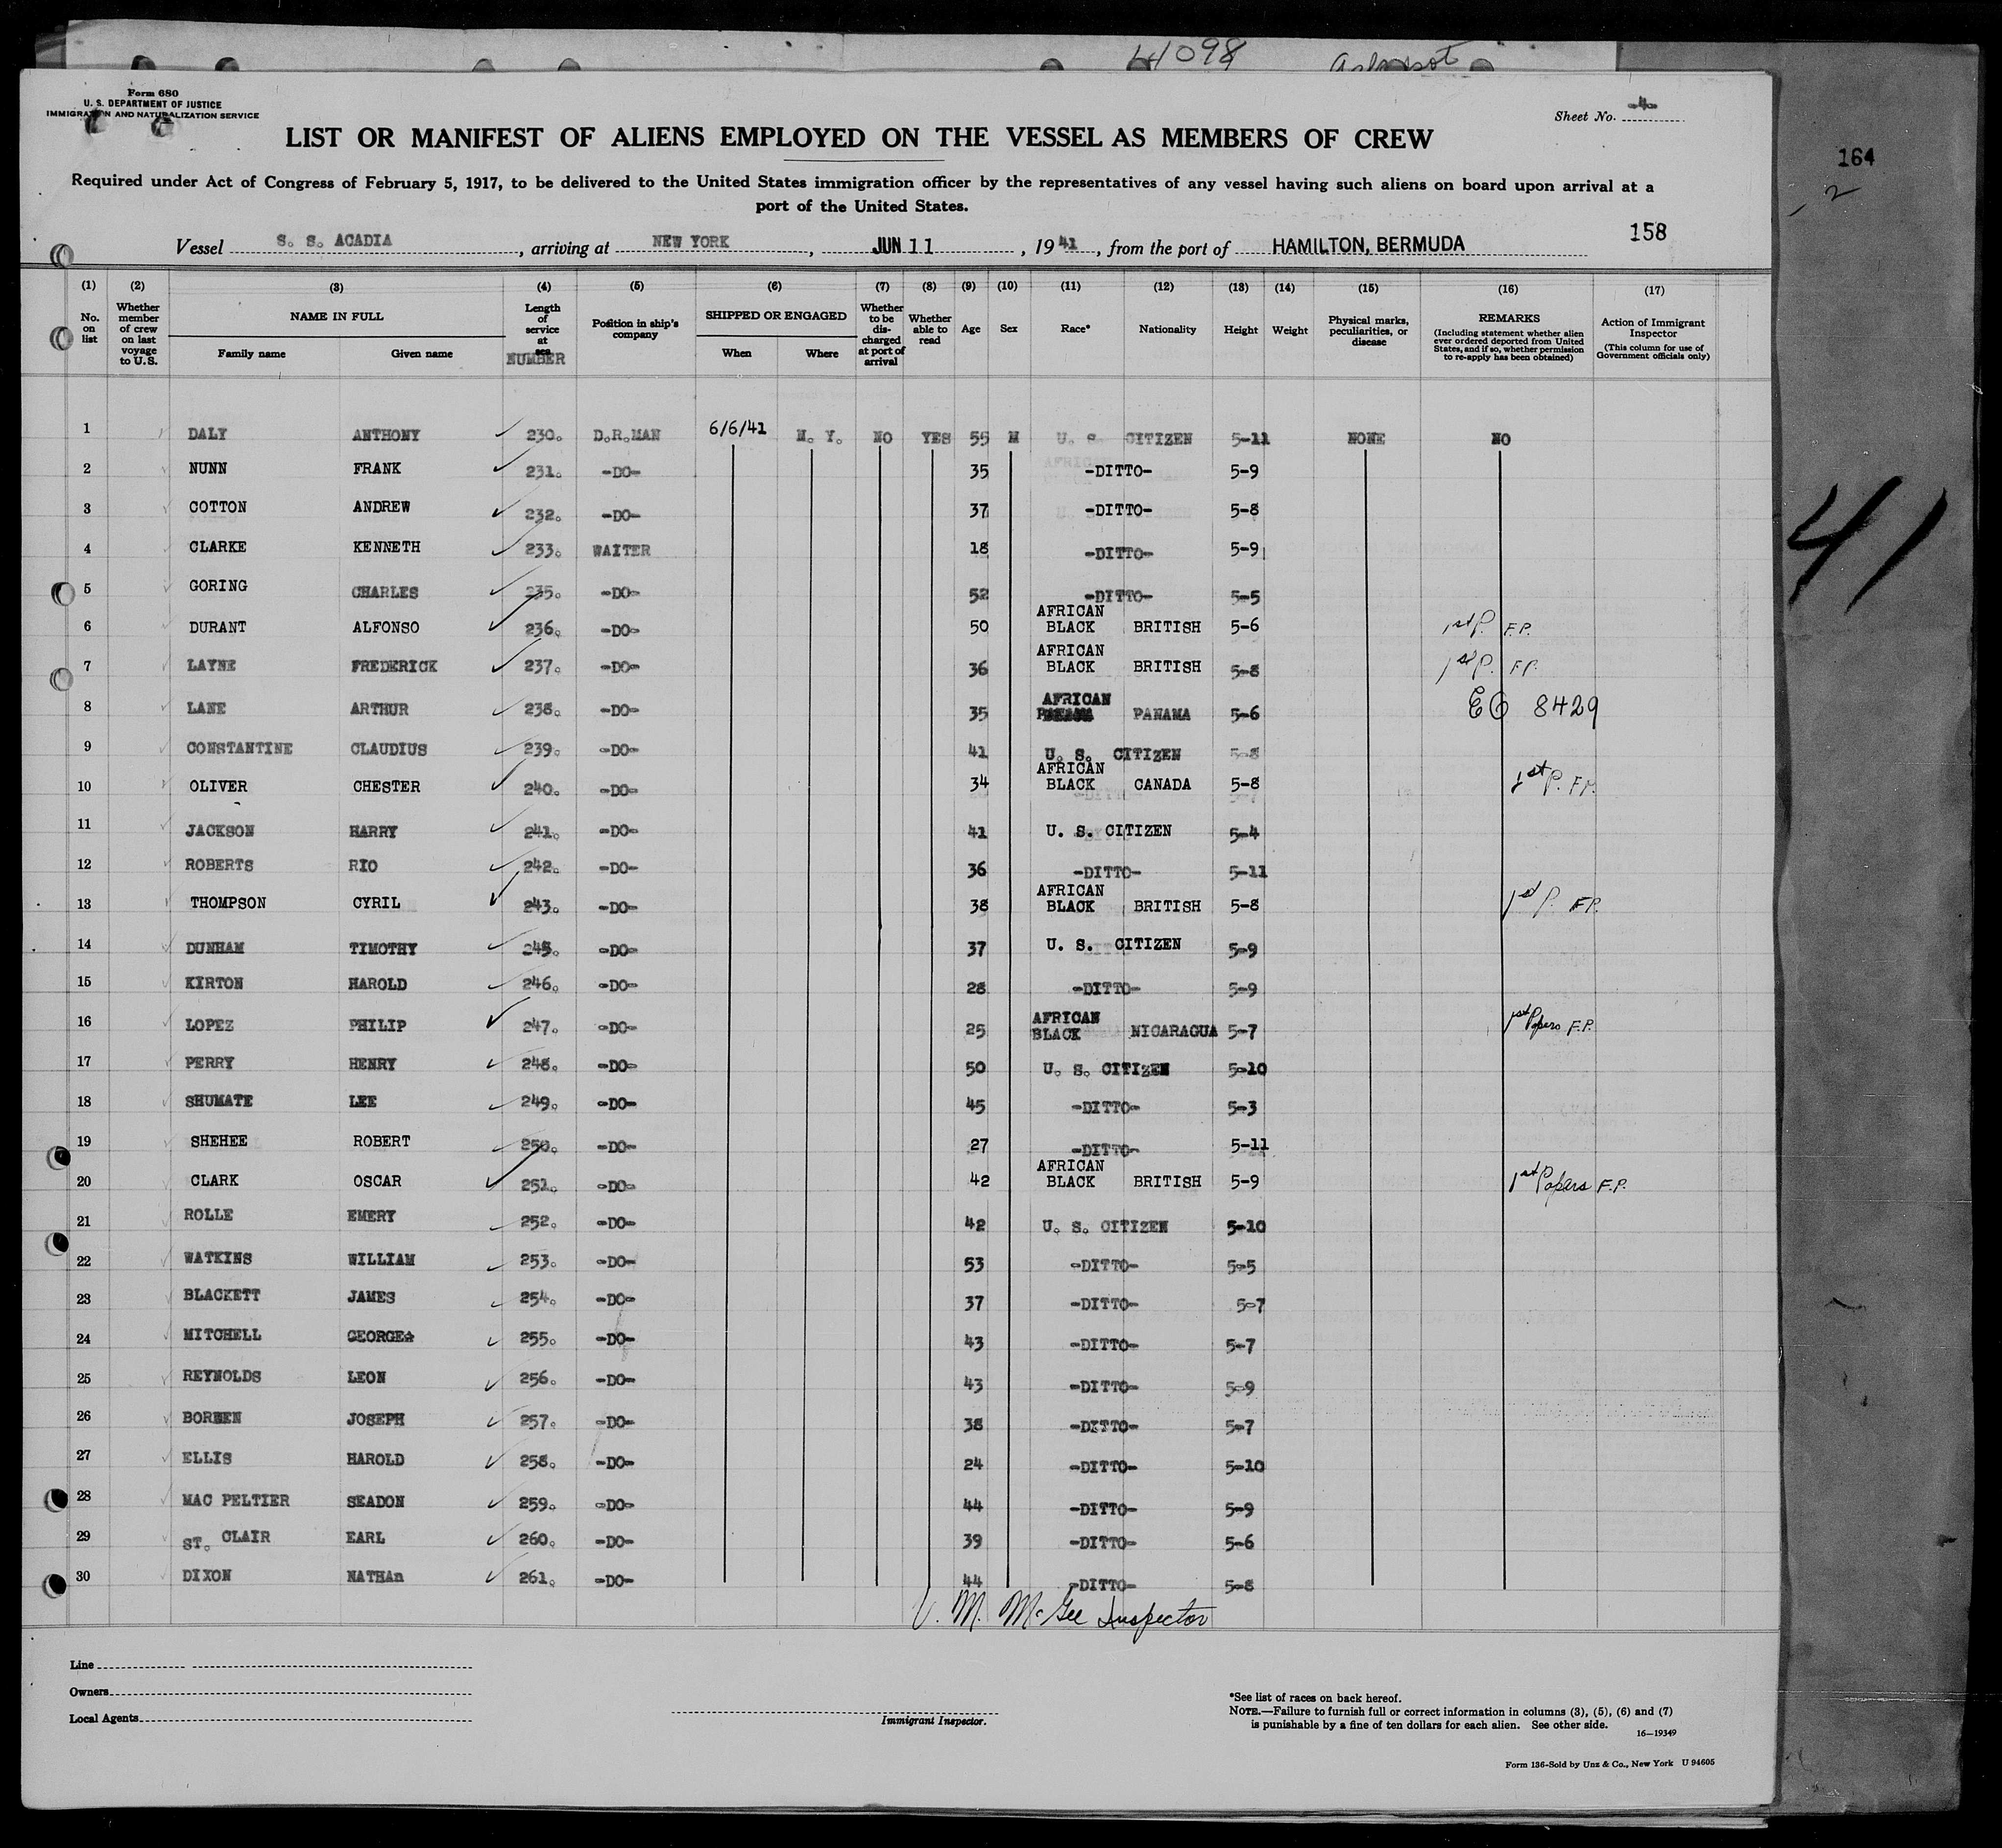 41098
Form 680
U. S. DEPARTMENT OF JUSTICE
IMMIGRATION AND NATURALIZATION SERVICE
Sheet No. -4-
LIST OR MANIFEST OF ALIENS EMPLOYED ON THE VESSEL AS MEMBERS OF CREW
164
2
Required under Act of Congress of February 5, 1917, to be delivered to the United States immigration officer by the representatives of any vessel having such aliens on board upon arrival at a
port of the United States.
158
Vessel S. S. ACADIA, arriving at NEW YORK, JUN 11, 1941, from the port of HAMILTON, BERMUDA
(1) (2) (3) (4) (5) (6) (7) (8) (9) (10) (11) (12) (13) (14) (15) (16) (17)
No. on list
Whether member of crew on last voyage to U.S.
NAME IN FULL
Family name Given name
Length of service at sea
NUMBER
Position in ship's company
SHIPPED OR ENGAGED
When Where
Whether to be discharged at port of arrival
Whether able to read
Age
Sex
Race*
Nationality
Height
Weight
Physical marks, peculiarities, or disease
REMARKS
(Including statement whether alien ever ordered deported from United States, and if so, whether permission to re-apply has been obtained)
Action of Immigrant Inspector
(This column for use of Government officials only)
1 DALY ANTHONY 230. D.R.MAN 6/6/41 N. Y. NO YES 55 M U. S. CITIZEN 5-11 NONE NO
2 NUNN FRANK 231. -DO- 35 -DITTO- 5-9
3 COTTON ANDREW 232. -DO- 37 -DITTO- 5-8
4 CLARKE KENNETH 233. WAITER 18 -DITTO- 5-9
5 GORING CHARLES 235. -DO- 52 -DITTO- 5-5
6 DURANT ALFONSO 236. -DO- 50 AFRICAN BLACK BRITISH 5-6 1st P. F.P.
7 LAYNE FREDERICK 237. -DO- 36 AFRICAN BLACK BRITISH 5-8 1st P. F.P.
8 LANE ARTHUR 238. -DO- 35 AFRICAN PANAMA 5-6 EO 8429
9 CONSTANTINE CLAUDIUS 239. -DO- 41 U. S. CITIZEN 5-8
10 OLIVER CHESTER 240. -DO- 34 AFRICAN BLACK CANADA 5-8 1st P. F.P.
11 JACKSON HARRY 241. -DO- 41 U. S. CITIZEN 5-4
12 ROBERTS RIO 242. -DO- 36 -DITTO- 5-11
13 THOMPSON CYRIL 243. -DO- 38 AFRICAN BLACK BRITISH 5-8 1st P. F.P.
14 DUNHAM TIMOTHY 245. -DO- 37 U. S. CITIZEN 5-9
15 KIRTON HAROLD 246. -DO- 28 -DITTO- 5-9
16 LOPEZ PHILIP 247. -DO- 25 AFRICAN BLACK NICARAGUA 5-7 1st Papers F.P.
17 PERRY HENRY 248. -DO- 50 U. S. CITIZEN 5-10
18 SHUMATE LEE 249. -DO- 45 -DITTO- 5-3
19 SHEHEE ROBERT 250. -DO- 27 -DITTO- 5-11
20 CLARK OSCAR 251. -DO- 42 AFRICAN BLACK BRITISH 5-9 1st Papers F.P.
21 ROLLE EMERY 252. -DO- 42 U. S. CITIZEN 5-10
22 WATKINS WILLIAM 253. -DO- 53 -DITTO- 5-5
23 BLACKETT JAMES 254. -DO- 37 -DITTO- 5-7
24 MITCHELL GEORGE 255. -DO- 43 -DITTO- 5-7
25 REYNOLDS LEON 256. -DO- 43 -DITTO- 5-9
26 BORDEN JOSEPH 257. -DO- 38 -DITTO- 5-7
27 ELLIS HAROLD 258. -DO- 24 -DITTO- 5-10
28 MAC PELTIER SEADON 259. -DO- 44 -DITTO- 5-9
29 ST. CLAIR EARL 260. -DO- 39 -DITTO- 5-6
30 DIXON NATHAn 261. -DO- 44 -DITTO- 5-8
41
V. M. McGee Inspector
Line
Owners
Local Agents
Immigrant Inspector.
*See list of races on back hereof.
NOTE.—Failure to furnish full or correct information in columns (3), (5), (6) and (7)
is punishable by a fine of ten dollars for each alien. See other side.
16—19349
Form 136-Sold by Unz & Co., New York U 94605